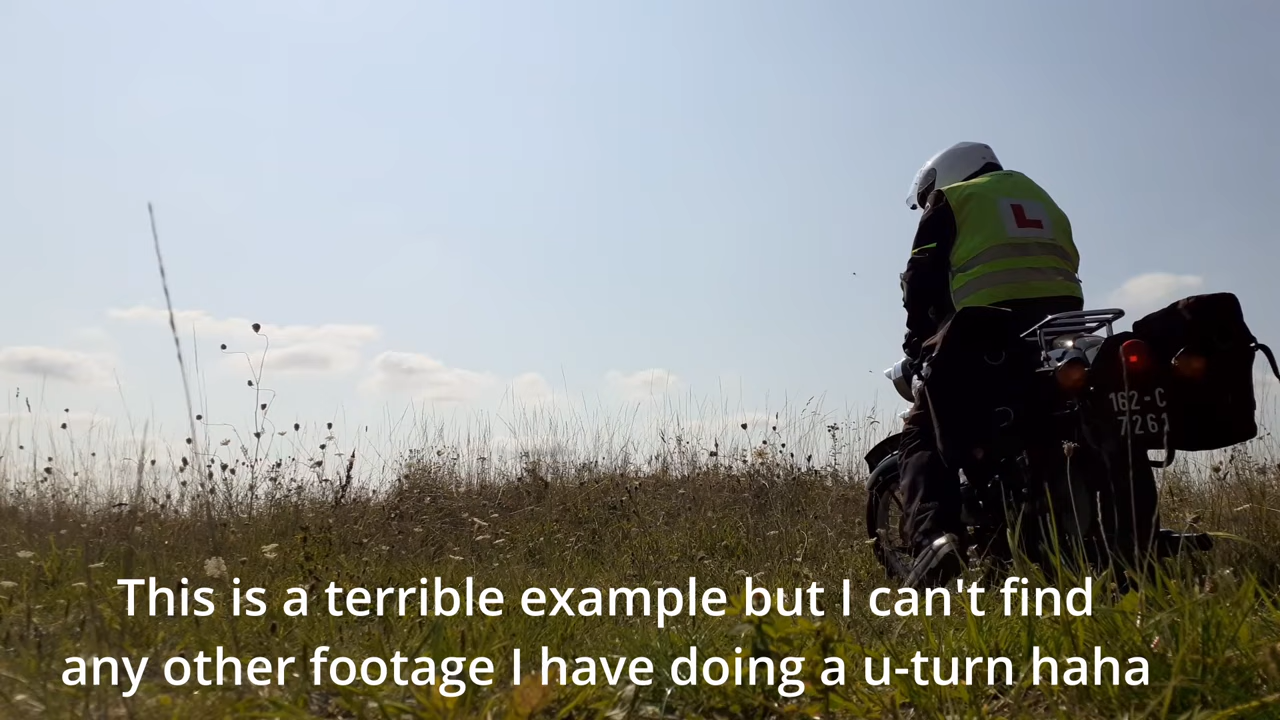 L
162-C
7261
This is a terrible example but I can't find
any other footage I have doing a u-turn haha